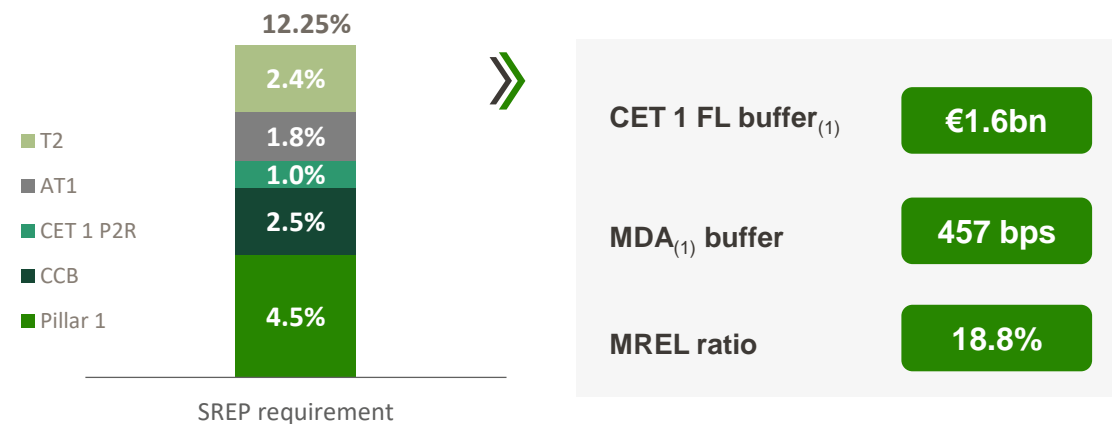 12.25%
2.4%
1.8%
1.0%
2.5%
4.5%
T2
AT1
CET 1 P2R
CCB
Pillar 1
SREP requirement
CET 1 FL buffer(1)
€1.6bn
MDA(1) buffer
457 bps
MREL ratio
18.8%